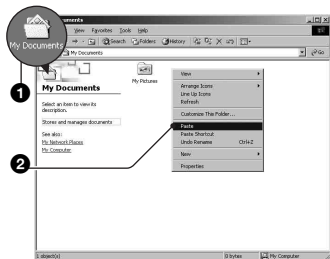 My Documents
View Favorites Tools Help
Search Folders History
My Documents
Go
1
My Documents
Select an item to view its
description.
Stores and manages documents
See also:
My Network Places
My Computer
My Pictures
2
View
Arrange Icons
Line Up Icons
Refresh
Customize This Folder...
Paste
Paste Shortcut
Undo Rename Ctrl+Z
New
Properties
1 object(s)
0 bytes
My Computer